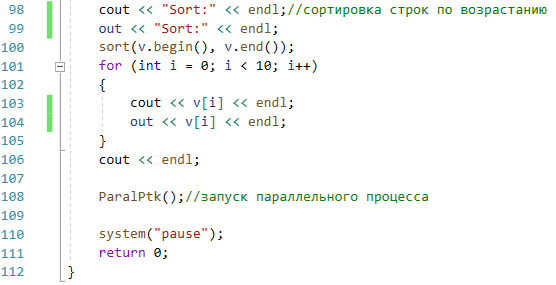 98 cout << "Sort:" << endl;//сортировка строк по возрастанию
99 out << "Sort:" << endl;
100 sort(v.begin(), v.end());
101 for (int i = 0; i < 10; i++)
102 {
103 cout << v[i] << endl;
104 out << v[i] << endl;
105 }
106 cout << endl;
107
108 ParalPtk();//запуск параллельного процесса
109
110 system("pause");
111 return 0;
112 }